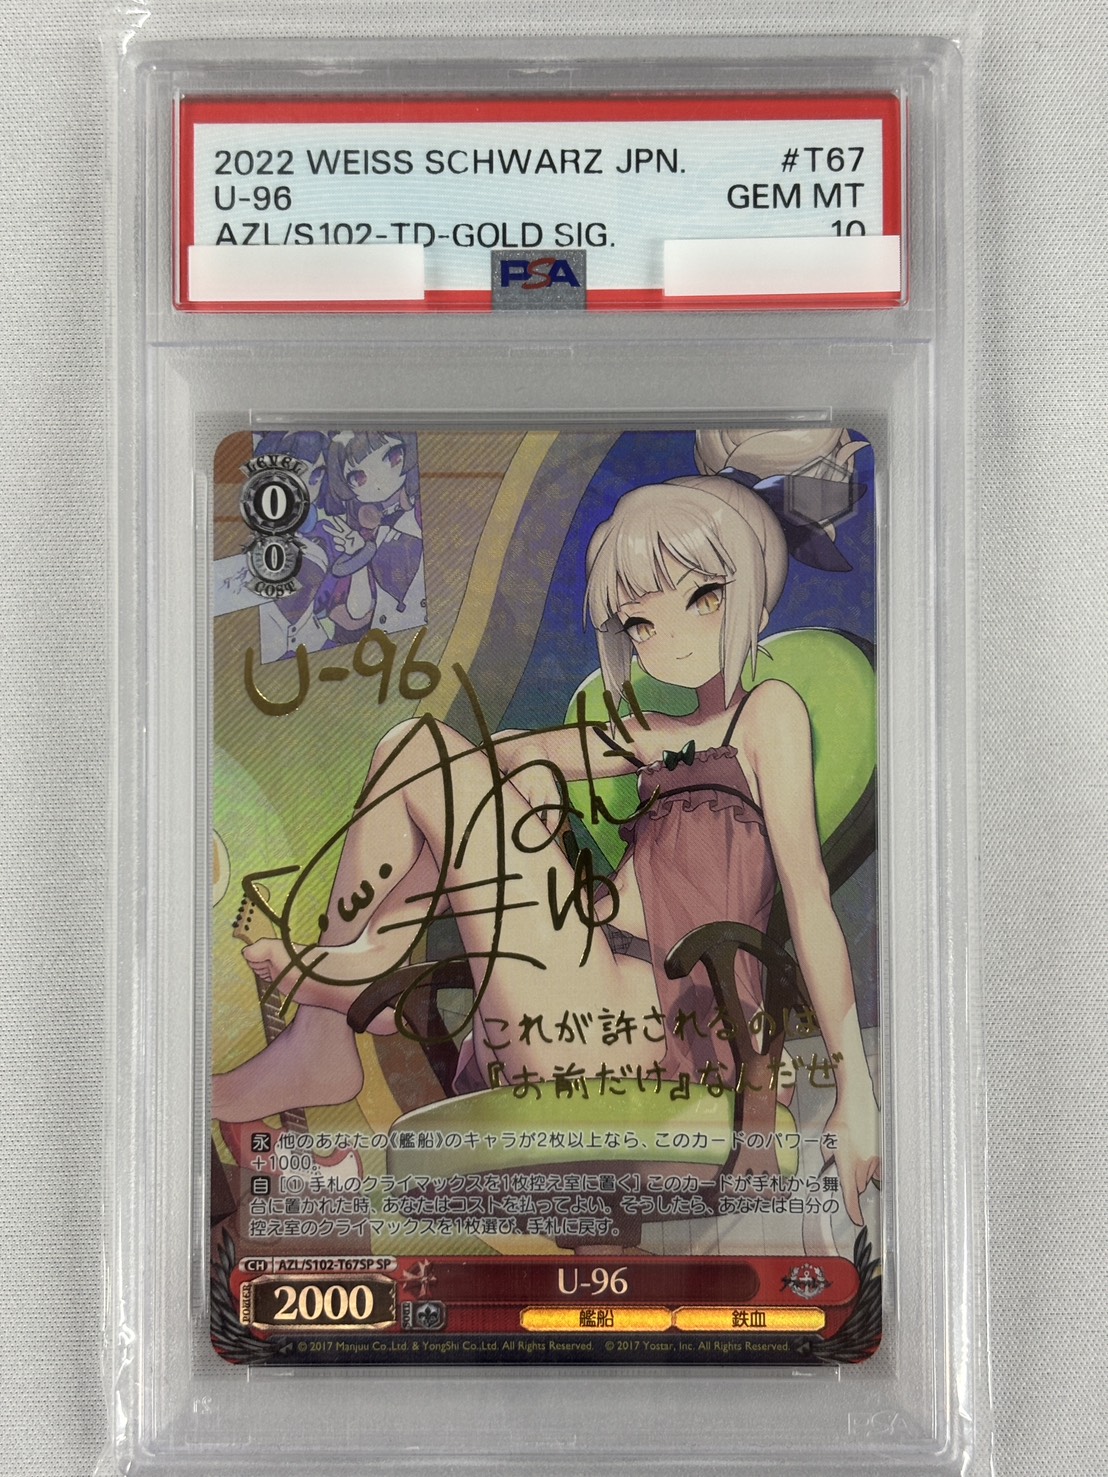 2022 WEISS SCHWARZ JPN. #T67
U-96 GEM MT
AZL/S102-TD-GOLD SIG. 10
PSA
LEVEL
0
0
COST
U-96
これが許されるのは
『お前だけ』なんだぜ
永 他のあなたの《艦船》のキャラが2枚以上なら、このカードのパワーを
+1000。
自 [① 手札のクライマックスを1枚控え室に置く] このカードが手札から舞
台に置かれた時、あなたはコストを払ってよい。そうしたら、あなたは自分の
控え室のクライマックスを1枚選び、手札に戻す。
CH AZL/S102-T67SP SP
POWER 2000
U-96
艦船 鉄血
© 2017 Manjuu Co.,Ltd. & YongShi Co.,Ltd. All Rights Reserved. © 2017 Yostar, Inc. All Rights Reserved.
PSA